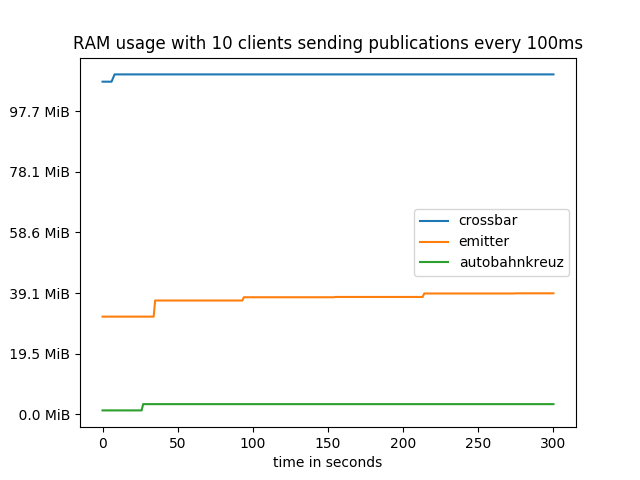 RAM usage with 10 clients sending publications every 100ms
97.7 MiB
78.1 MiB
58.6 MiB
39.1 MiB
19.5 MiB
0.0 MiB
crossbar
emitter
autobahnkreuz
0 50 100 150 200 250 300
time in seconds